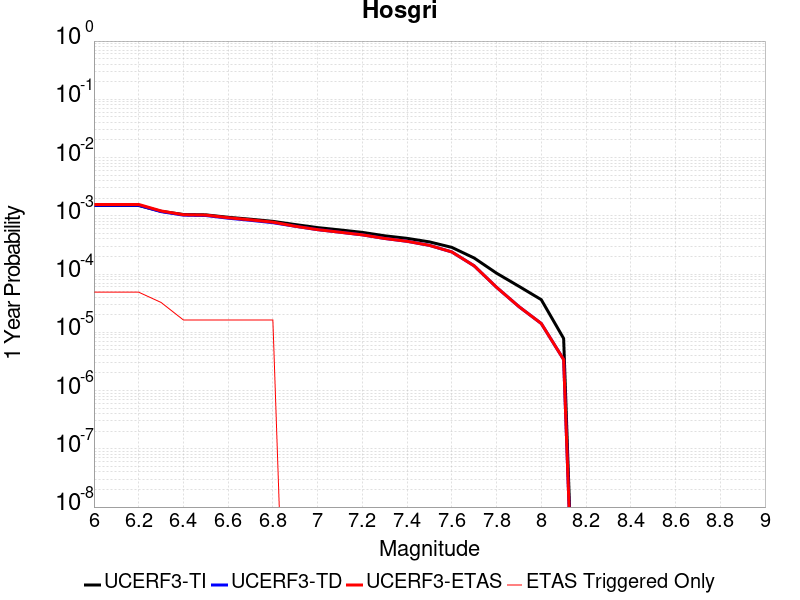 Hosgri
10^0
10^-1
10^-2
10^-3
10^-4
10^-5
10^-6
10^-7
10^-8
1 Year Probability
6 6.2 6.4 6.6 6.8 7 7.2 7.4 7.6 7.8 8 8.2 8.4 8.6 8.8 9
Magnitude
UCERF3-TI UCERF3-TD UCERF3-ETAS ETAS Triggered Only